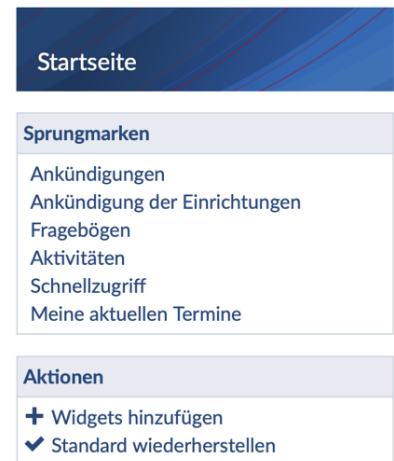 Startseite
Sprungmarken
Ankündigungen
Ankündigung der Einrichtungen
Fragebögen
Aktivitäten
Schnellzugriff
Meine aktuellen Termine
Aktionen
Widgets hinzufügen
Standard wiederherstellen